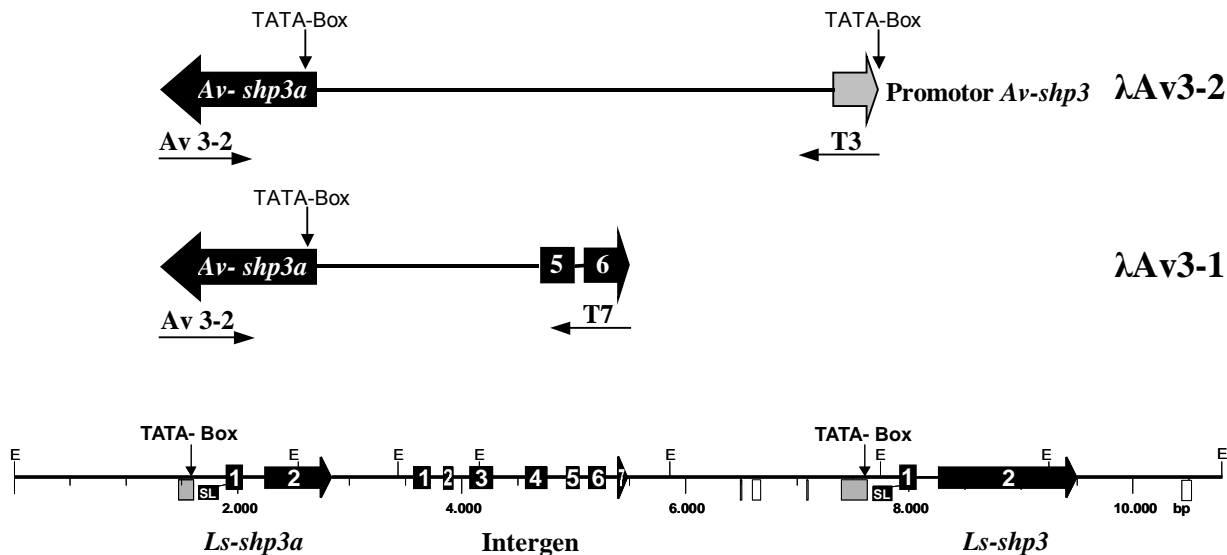 TATA-Box TATA-Box
Av- shp3a Promotor Av-shp3 λAv3-2
Av 3-2 T3
TATA-Box
Av- shp3a 5 6 λAv3-1
Av 3-2 T7
TATA- Box TATA- Box
E E E E E E E E
1 2 1 2 3 4 5 6 7 1 2
SL SL
2.000 4.000 6.000 8.000 10.000 bp
Ls-shp3a Intergen Ls-shp3